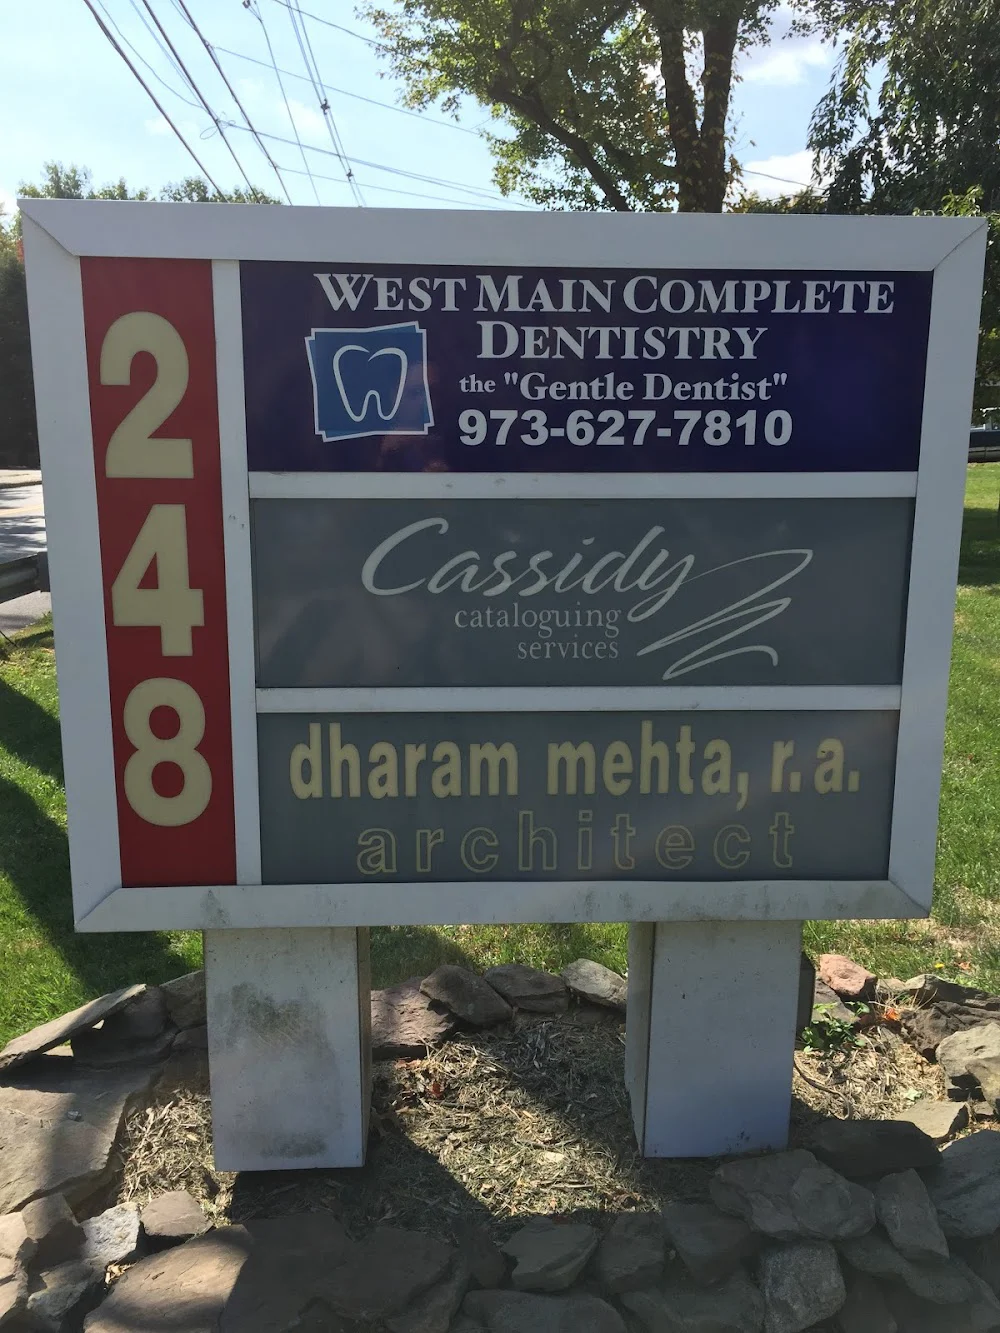 248
WEST MAIN COMPLETE
DENTISTRY
the "Gentle Dentist"
973-627-7810
Cassidy
cataloguing
services
dharam mehta, r.a.
architect